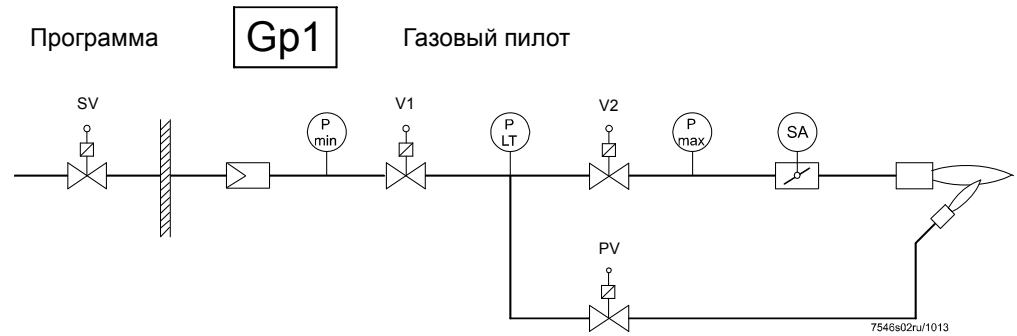 Программа Gp1 Газовый пилот
SV V1 V2
P min P LT P max SA
PV
7546s02ru/1013